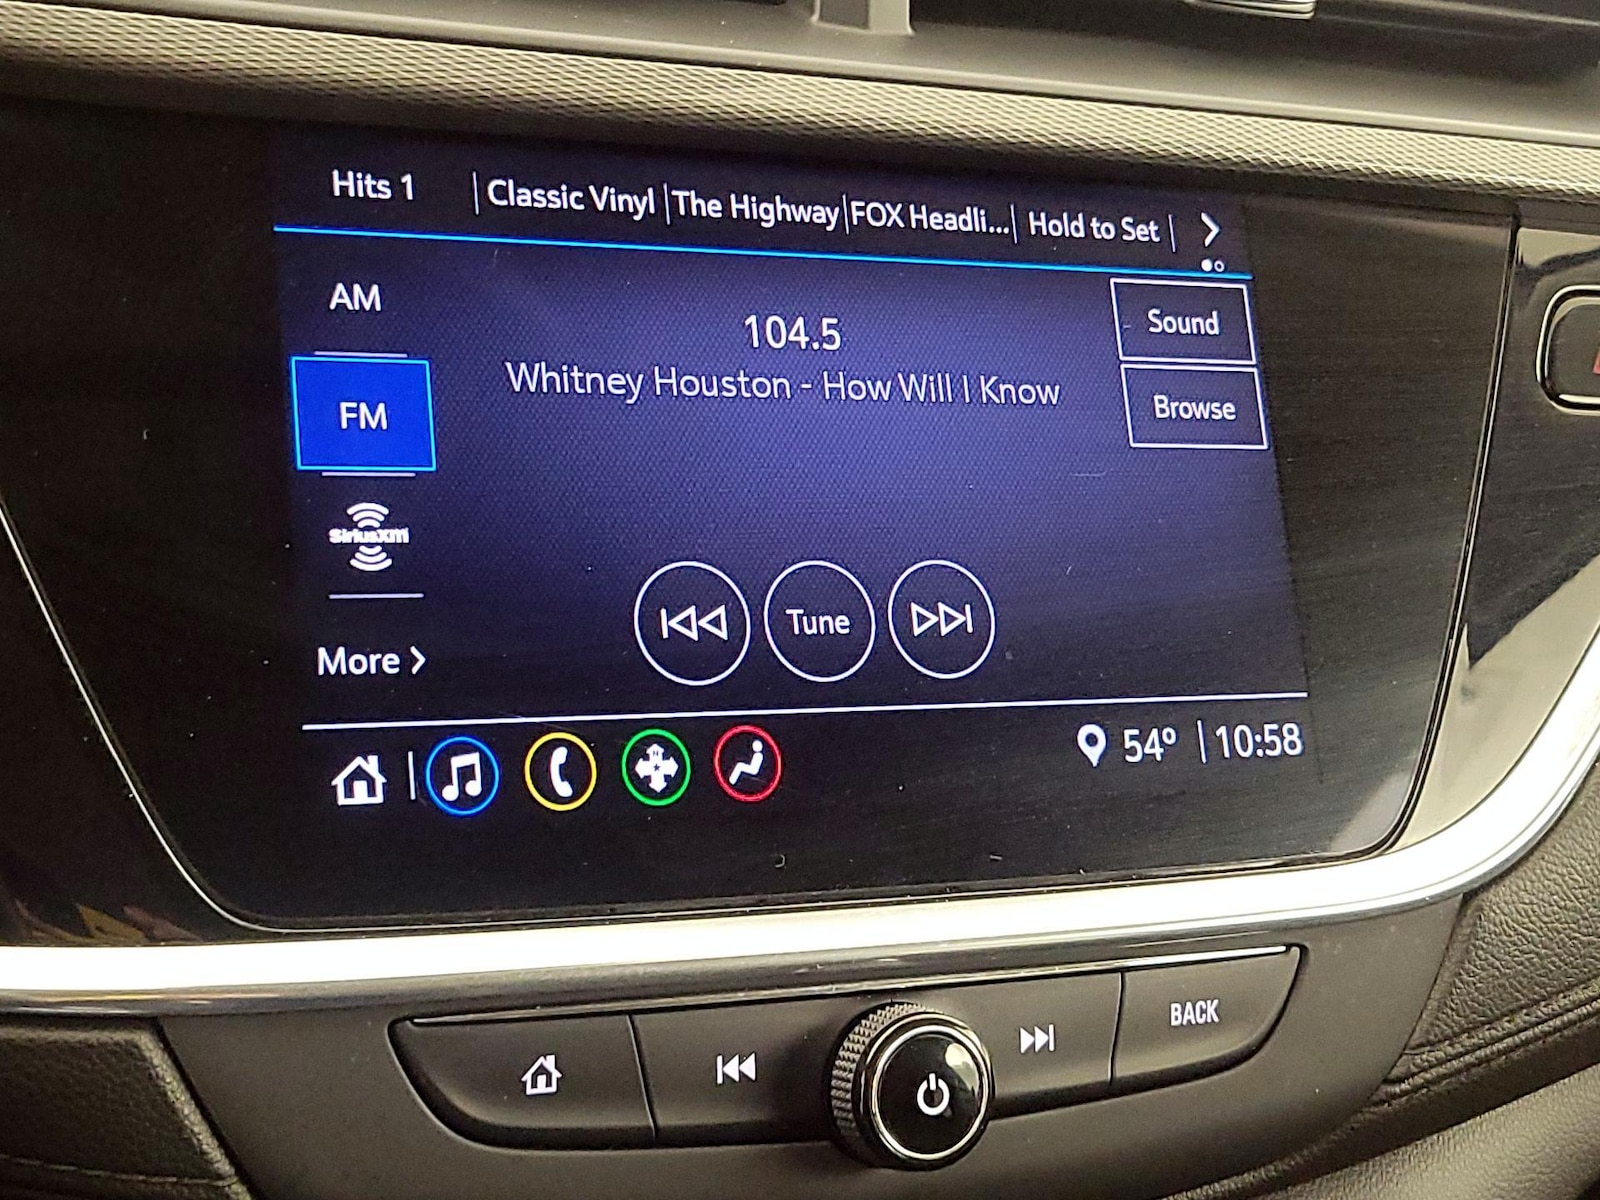 Hits 1 | Classic Vinyl | The Highway | FOX Headli... | Hold to Set |
AM
104.5
Sound
Whitney Houston - How Will I Know
FM
Browse
SiriusXM
Tune
More
54° | 10:58
BACK